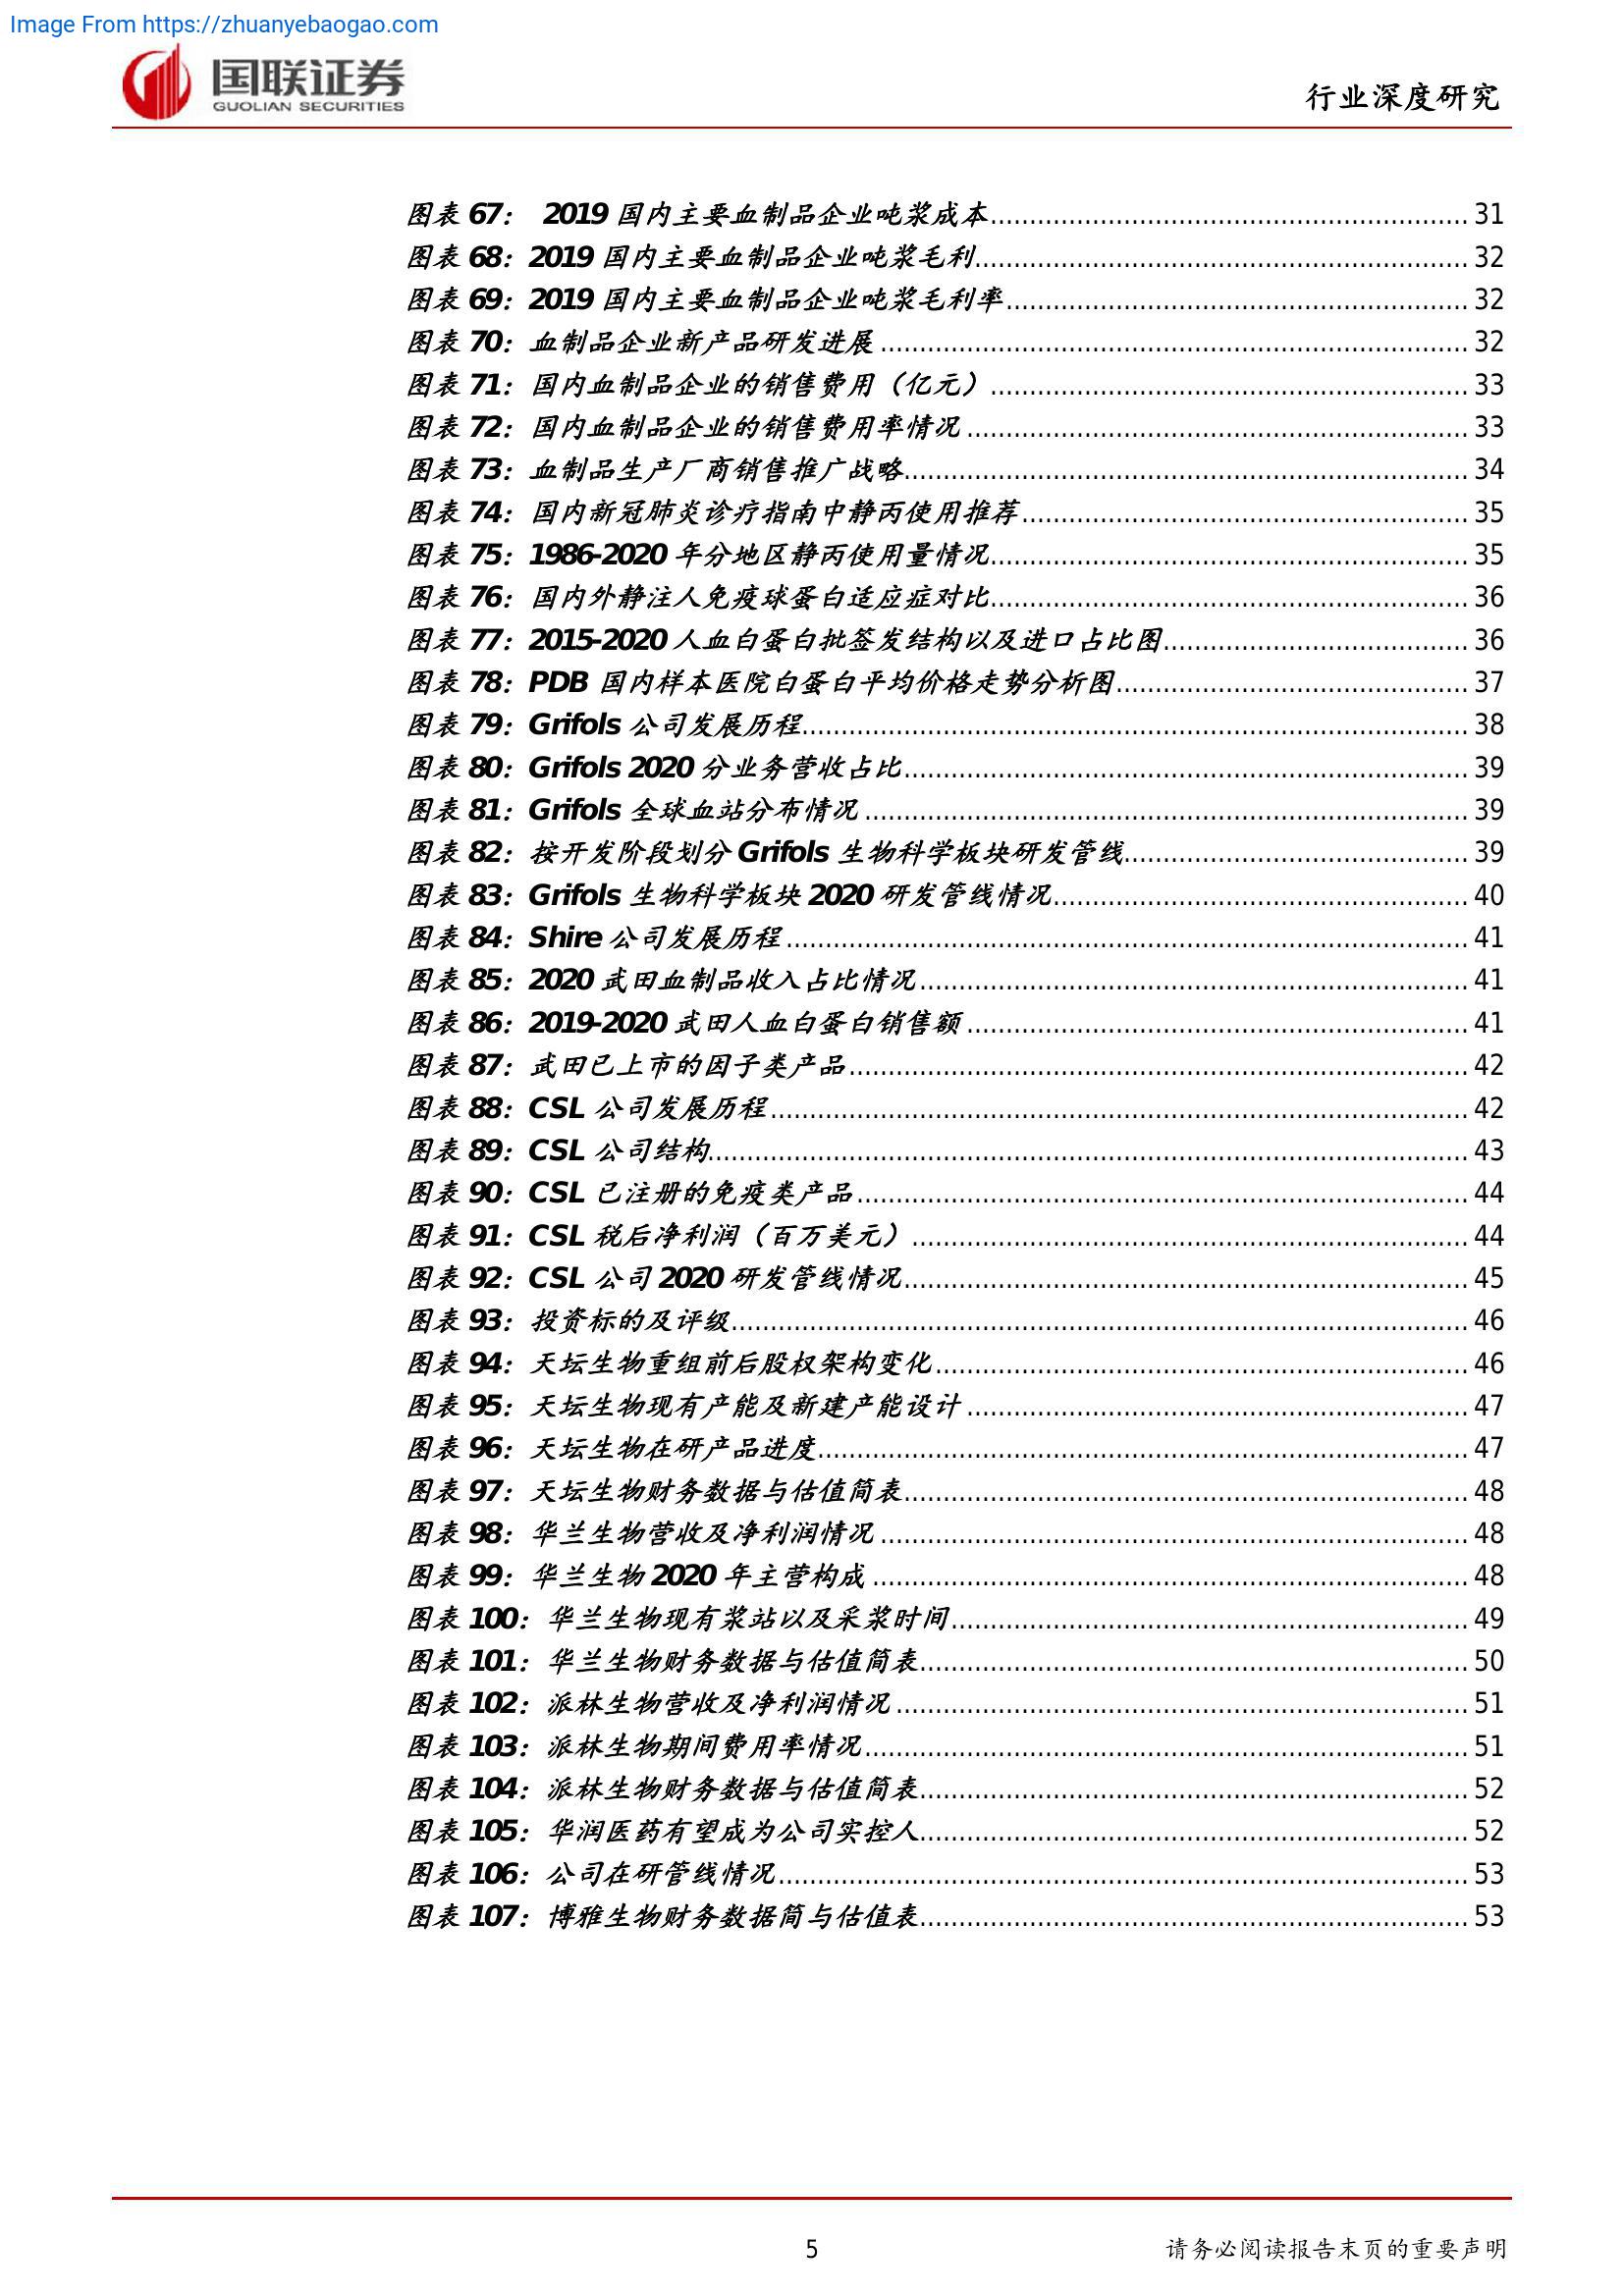 Image From https://zhuanyebaogao.com
国联证券
GUOLIAN SECURITIES
行业深度研究
图表 67： 2019 国内主要血制品企业吨浆成本 31
图表 68：2019 国内主要血制品企业吨浆毛利 32
图表 69：2019 国内主要血制品企业吨浆毛利率 32
图表 70：血制品企业新产品研发进展 32
图表 71：国内血制品企业的销售费用（亿元） 33
图表 72：国内血制品企业的销售费用率情况 33
图表 73：血制品生产厂商销售推广战略 34
图表 74：国内新冠肺炎诊疗指南中静丙使用推荐 35
图表 75：1986-2020 年分地区静丙使用量情况 35
图表 76：国内外静注人免疫球蛋白适应症对比 36
图表 77：2015-2020 人血白蛋白批签发结构以及进口占比图 36
图表 78：PDB 国内样本医院白蛋白平均价格走势分析图 37
图表 79：Grifols 公司发展历程 38
图表 80：Grifols 2020 分业务营收占比 39
图表 81：Grifols 全球血站分布情况 39
图表 82：按开发阶段划分 Grifols 生物科学板块研发管线 39
图表 83：Grifols 生物科学板块 2020 研发管线情况 40
图表 84：Shire 公司发展历程 41
图表 85：2020 武田血制品收入占比情况 41
图表 86：2019-2020 武田人血白蛋白销售额 41
图表 87：武田已上市的因子类产品 42
图表 88：CSL 公司发展历程 42
图表 89：CSL 公司结构 43
图表 90：CSL 已注册的免疫类产品 44
图表 91：CSL 税后净利润（百万美元） 44
图表 92：CSL 公司 2020 研发管线情况 45
图表 93：投资标的及评级 46
图表 94：天坛生物重组前后股权架构变化 46
图表 95：天坛生物现有产能及新建产能设计 47
图表 96：天坛生物在研产品进度 47
图表 97：天坛生物财务数据与估值简表 48
图表 98：华兰生物营收及净利润情况 48
图表 99：华兰生物 2020 年主营构成 48
图表 100：华兰生物现有浆站以及采浆时间 49
图表 101：华兰生物财务数据与估值简表 50
图表 102：派林生物营收及净利润情况 51
图表 103：派林生物期间费用率情况 51
图表 104：派林生物财务数据与估值简表 52
图表 105：华润医药有望成为公司实控人 52
图表 106：公司在研管线情况 53
图表 107：博雅生物财务数据简与估值表 53
5
请务必阅读报告末页的重要声明